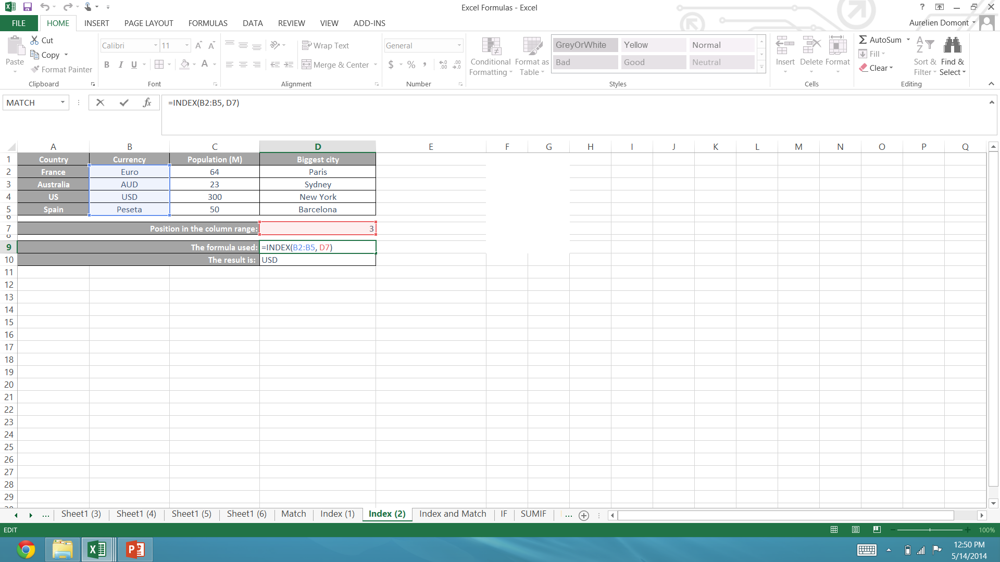 Excel Formulas - Excel
?
FILE HOME INSERT PAGE LAYOUT FORMULAS DATA REVIEW VIEW ADD-INS Aurelien Domont
Paste Cut
Copy
Format Painter
Clipboard
Calibri 11 A A
B I U A
Font
Wrap Text
Merge & Center
Alignment
General
$ % ,
Number
Conditional Formatting
Format as Table
GreyOrWhite Yellow Normal
Bad Good Neutral
Styles
Insert Delete Format
Cells
AutoSum
Fill
Clear
Sort & Filter
Find & Select
Editing
MATCH fx =INDEX(B2:B5, D7)
A B C D E F G H I J K L M N O P Q
1 Country Currency Population (M) Biggest city
2 France Euro 64 Paris
3 Australia AUD 23 Sydney
4 US USD 300 New York
5 Spain Peseta 50 Barcelona
6
7 Position in the column range: 3
8
9 The formula used: =INDEX(B2:B5, D7)
10 The result is: USD
11
12
13
14
15
16
17
18
19
20
21
22
23
24
25
26
27
28
29
... Sheet1 (3) Sheet1 (4) Sheet1 (5) Sheet1 (6) Match Index (1) Index (2) Index and Match IF SUMIF ...
EDIT 100%
12:50 PM
5/14/2014